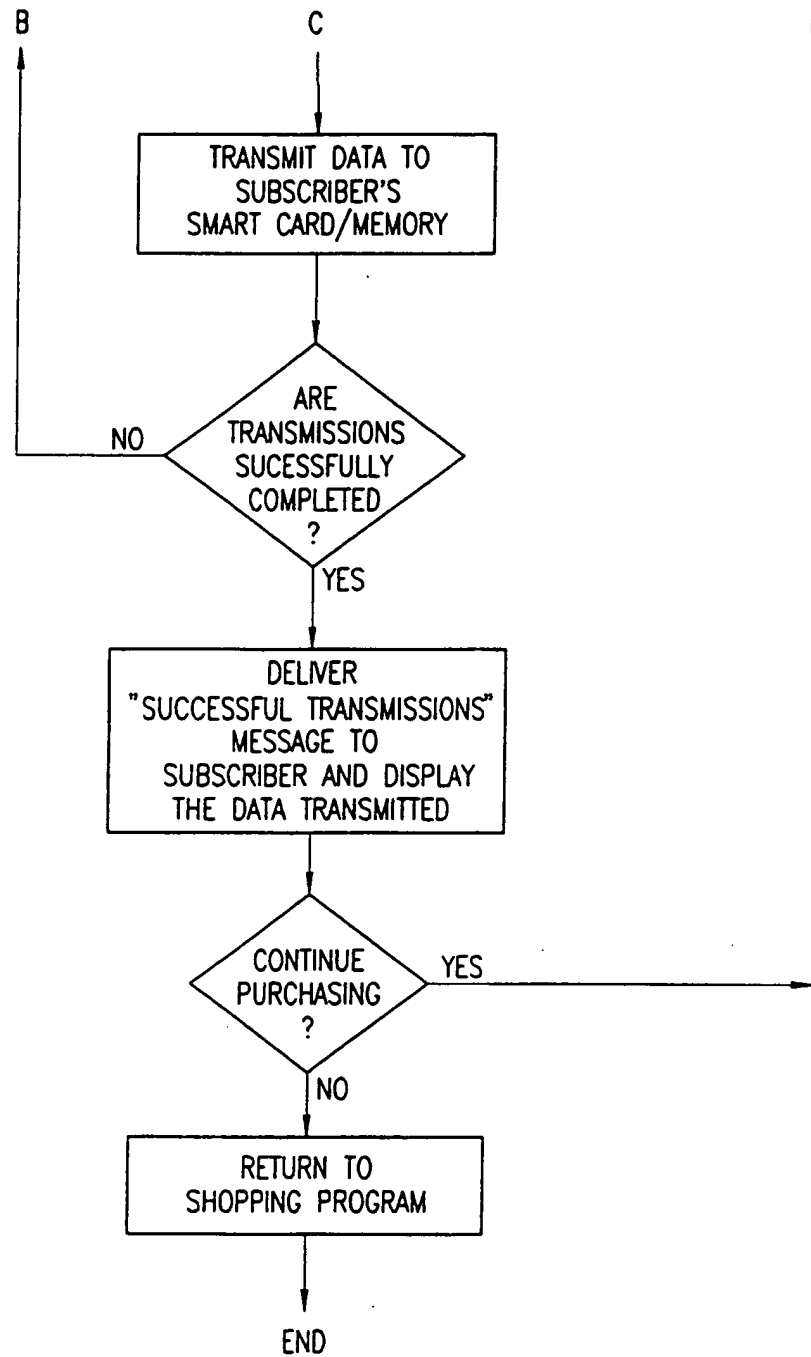 B
C
TRANSMIT DATA TO
SUBSCRIBER'S
SMART CARD/MEMORY
ARE
TRANSMISSIONS
SUCESSFULLY
COMPLETED
?
NO
YES
DELIVER
"SUCCESSFUL TRANSMISSIONS"
MESSAGE TO
SUBSCRIBER AND DISPLAY
THE DATA TRANSMITTED
CONTINUE
PURCHASING
?
YES
NO
RETURN TO
SHOPPING PROGRAM
END